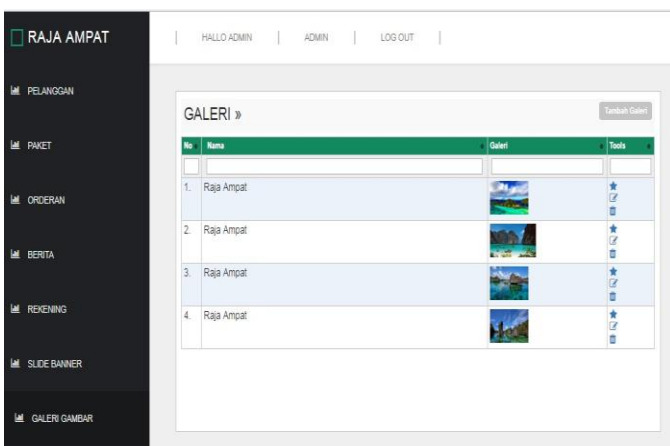 RAJA AMPAT
HALLO ADMIN
ADMIN
LOG OUT
PELANGGAN
PAKET
ORDERAN
BERITA
REKENING
SLIDE BANNER
GALERI GAMBAR
GALERI »
Tambah Galeri
No Nama Galeri Tools
1. Raja Ampat
2. Raja Ampat
3. Raja Ampat
4. Raja Ampat